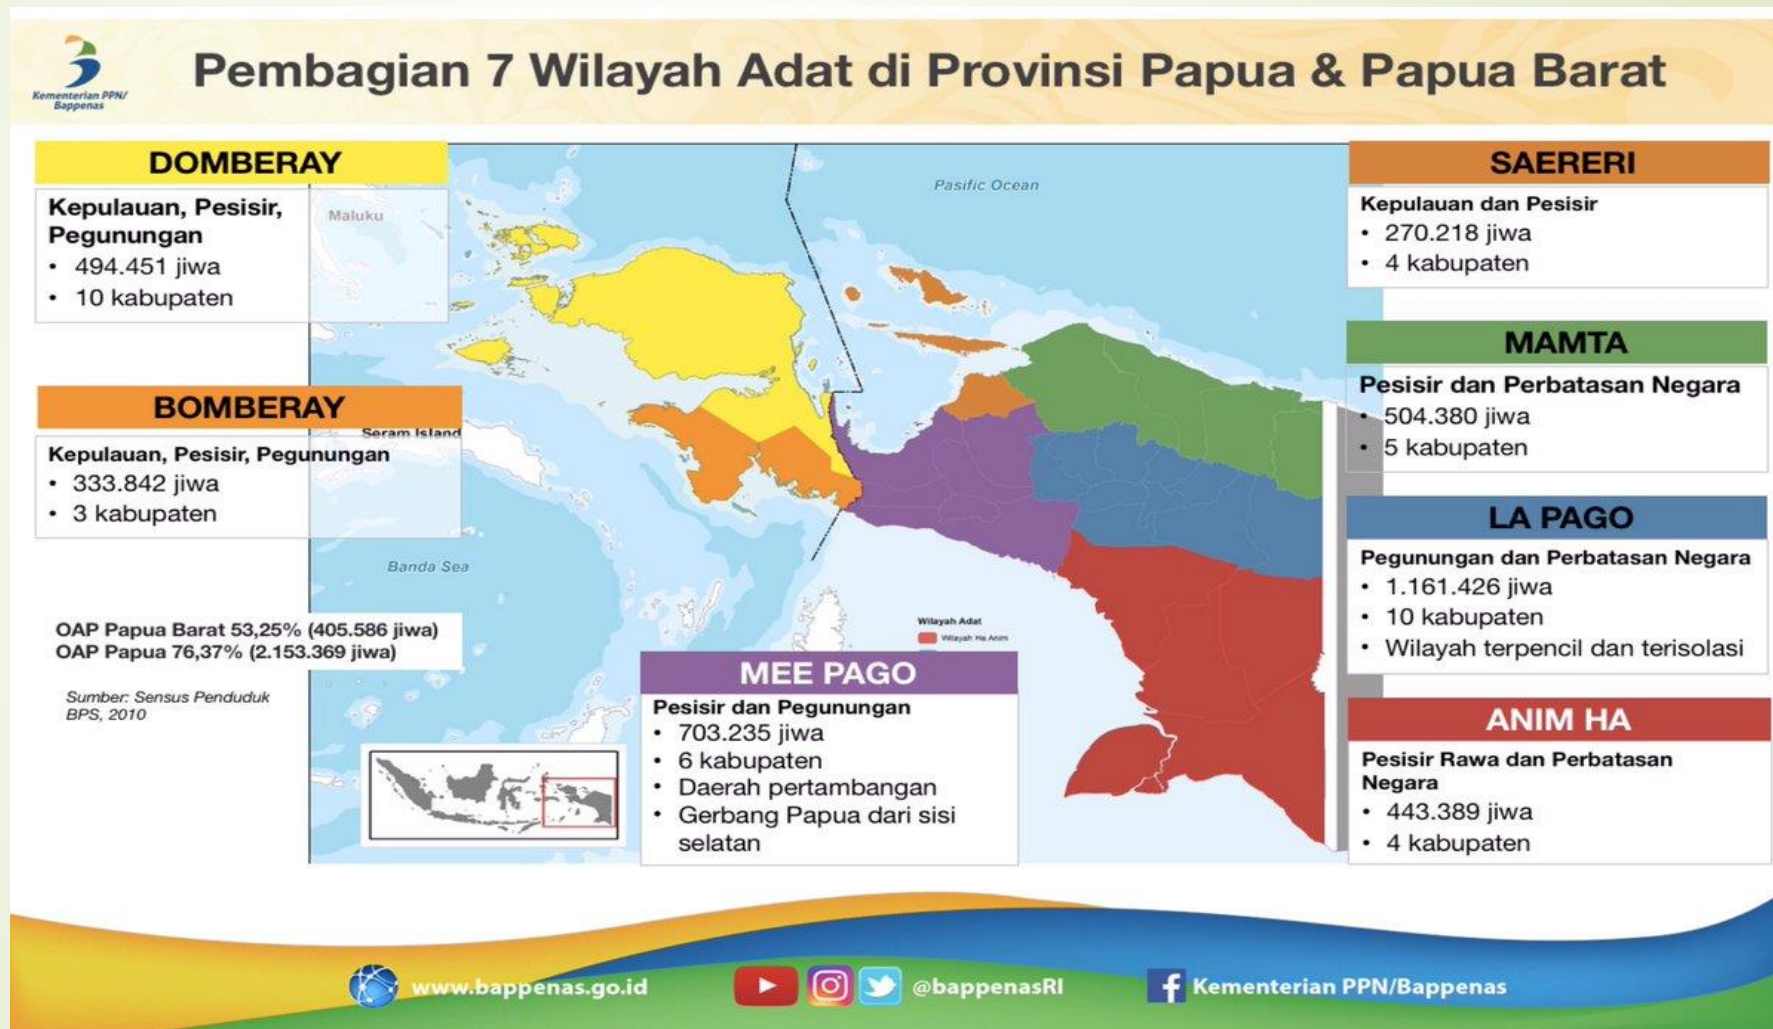 Kementerian PPN/
Bappenas
Pembagian 7 Wilayah Adat di Provinsi Papua & Papua Barat
DOMBERAY
Kepulauan, Pesisir,
Pegunungan
• 494.451 jiwa
• 10 kabupaten
Maluku
BOMBERAY
Seram Island
Kepulauan, Pesisir, Pegunungan
• 333.842 jiwa
• 3 kabupaten
Banda Sea
OAP Papua Barat 53,25% (405.586 jiwa)
OAP Papua 76,37% (2.153.369 jiwa)
Sumber: Sensus Penduduk
BPS, 2010
Pasific Ocean
Wilayah Adat
Wilayah Ha Anim
MEE PAGO
Pesisir dan Pegunungan
• 703.235 jiwa
• 6 kabupaten
• Daerah pertambangan
• Gerbang Papua dari sisi
selatan
SAERERI
Kepulauan dan Pesisir
• 270.218 jiwa
• 4 kabupaten
MAMTA
Pesisir dan Perbatasan Negara
• 504.380 jiwa
• 5 kabupaten
LA PAGO
Pegunungan dan Perbatasan Negara
• 1.161.426 jiwa
• 10 kabupaten
• Wilayah terpencil dan terisolasi
ANIM HA
Pesisir Rawa dan Perbatasan
Negara
• 443.389 jiwa
• 4 kabupaten
www.bappenas.go.id
@bappenasRI
Kementerian PPN/Bappenas